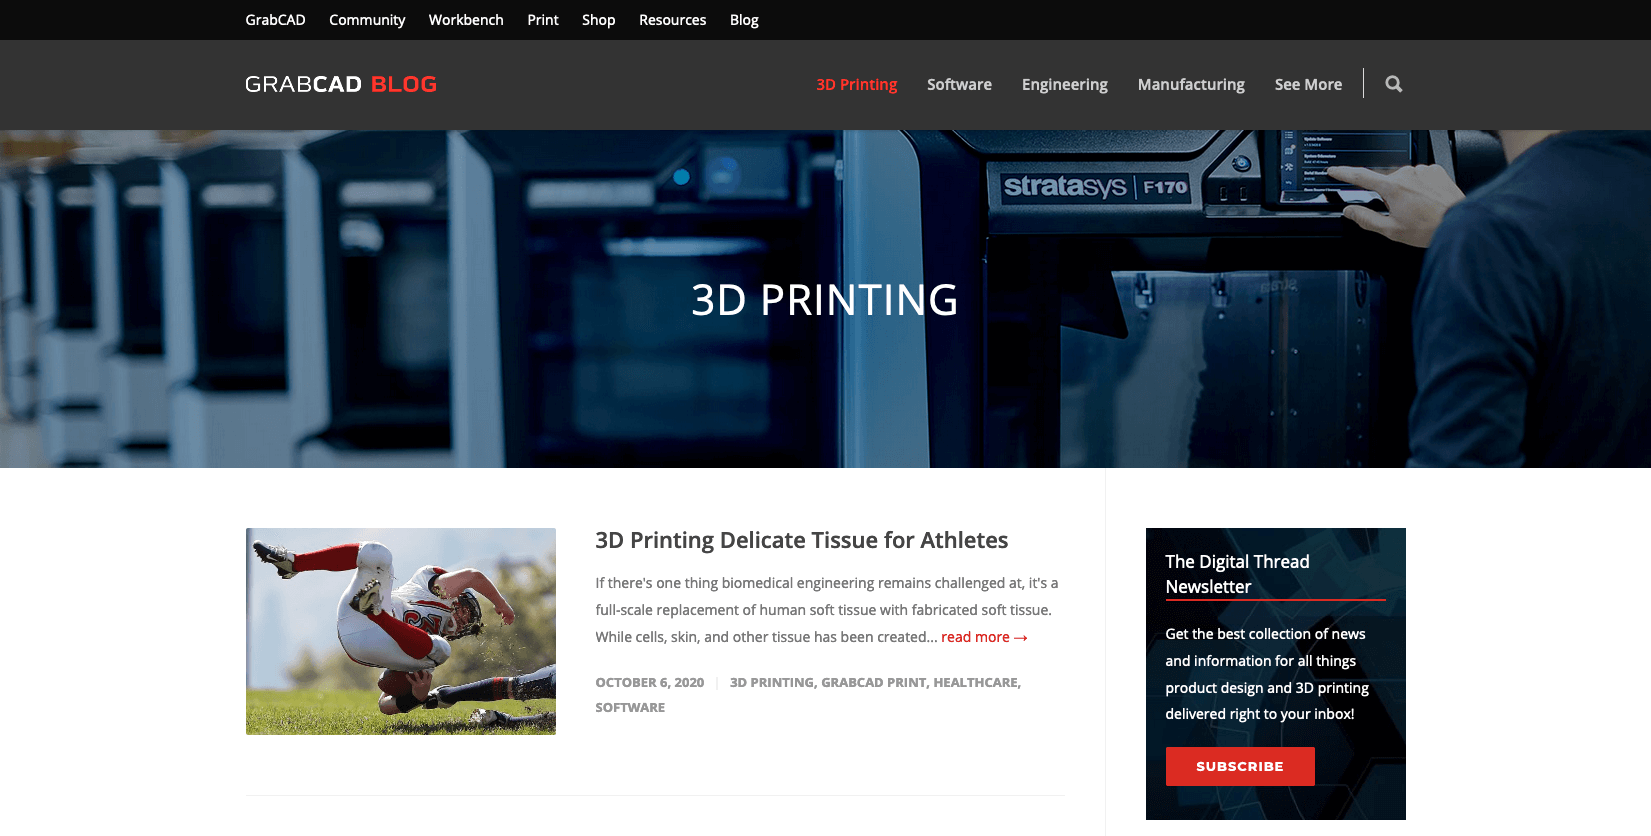 GrabCAD Community Workbench Print Shop Resources Blog
GRABCAD BLOG
3D Printing Software Engineering Manufacturing See More
stratasys F170
3D PRINTING
3D Printing Delicate Tissue for Athletes
If there's one thing biomedical engineering remains challenged at, it's a
full-scale replacement of human soft tissue with fabricated soft tissue.
While cells, skin, and other tissue has been created... read more →
OCTOBER 6, 2020 | 3D PRINTING, GRABCAD PRINT, HEALTHCARE,
SOFTWARE
The Digital Thread
Newsletter
Get the best collection of news
and information for all things
product design and 3D printing
delivered right to your inbox!
SUBSCRIBE